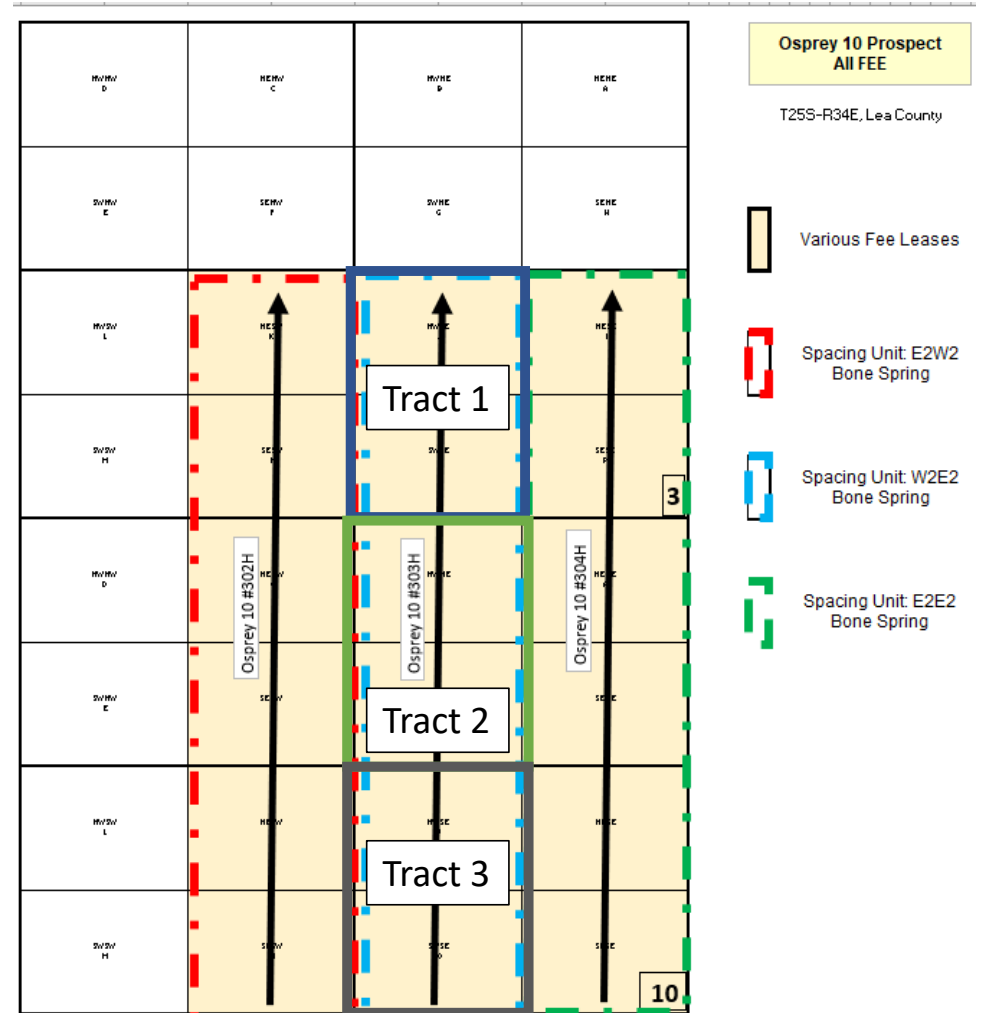 Osprey 10 Prospect
All FEE
T25S-R34E, Lea County
NWNW
D
NENW
C
NWNE
B
NENE
A
SWNW
E
SENW
F
SWNE
G
SENE
H
Various Fee Leases
NWSW
L
Tract 1
Spacing Unit: E2W2
Bone Spring
SWSW
M
3
Spacing Unit: W2E2
Bone Spring
NWNW
D
Osprey 10 #302H
Osprey 10 #303H
Osprey 10 #304H
Spacing Unit: E2E2
Bone Spring
SWNW
E
Tract 2
NWSW
L
Tract 3
SWSW
M
10